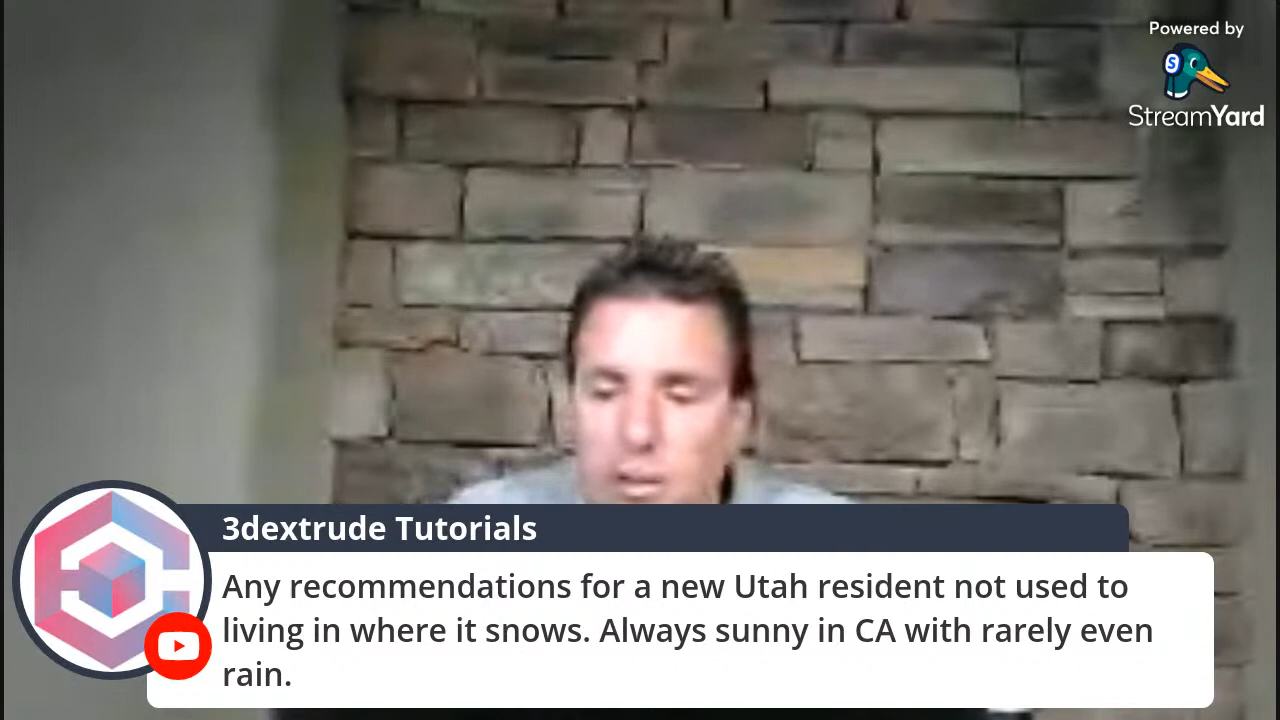 Powered by
S
StreamYard
3dextrude Tutorials
Any recommendations for a new Utah resident not used to
living in where it snows. Always sunny in CA with rarely even
rain.